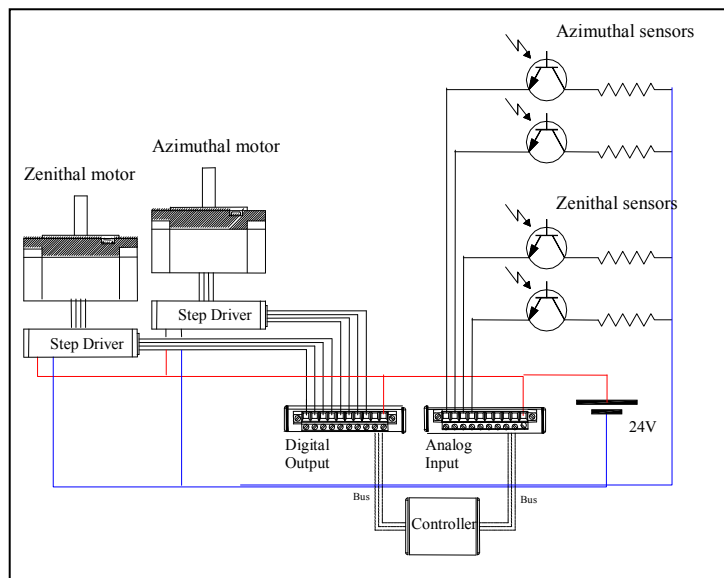 Azimuthal sensors
Azimuthal motor
Zenithal motor
Zenithal sensors
Step Driver
Step Driver
24V
Digital
Output
Analog
Input
Bus
Bus
Controller